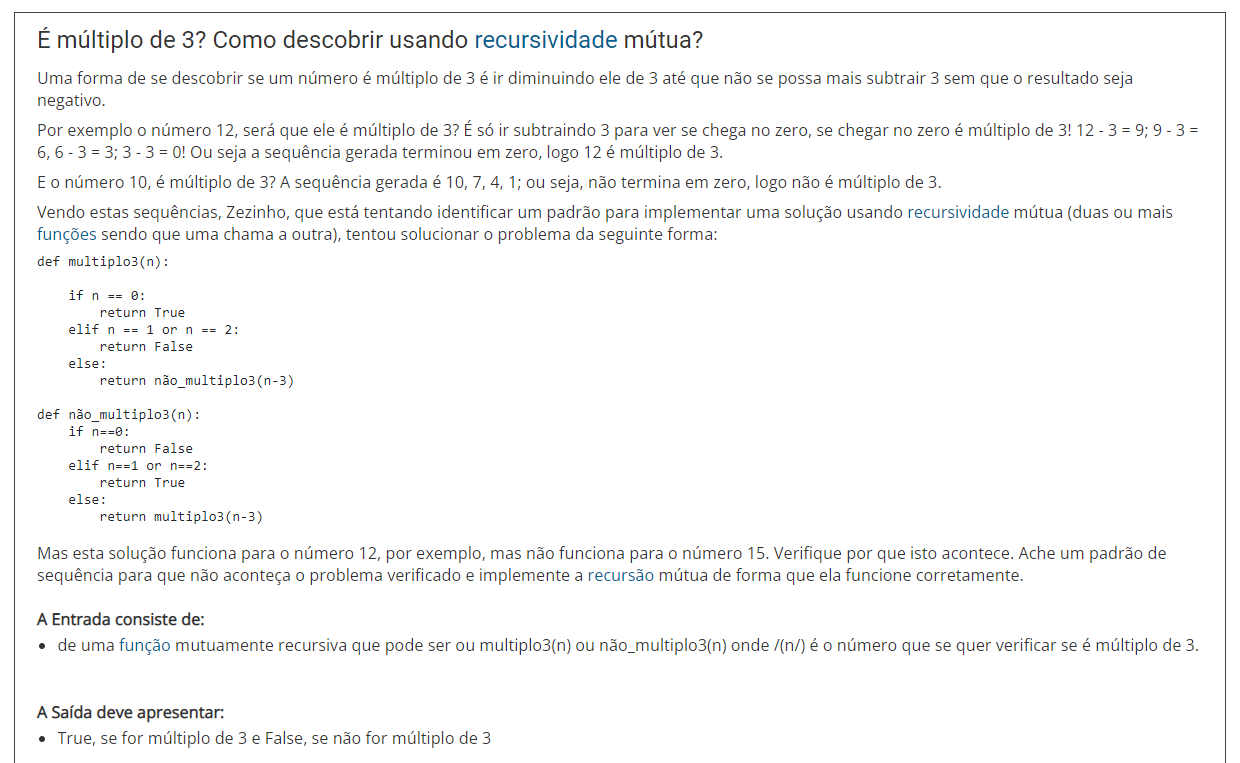 É múltiplo de 3? Como descobrir usando recursividade mútua?
Uma forma de se descobrir se um número é múltiplo de 3 é ir diminuindo ele de 3 até que não se possa mais subtrair 3 sem que o resultado seja
negativo.
Por exemplo o número 12, será que ele é múltiplo de 3? É só ir subtraindo 3 para ver se chega no zero, se chegar no zero é múltiplo de 3! 12 - 3 = 9; 9 - 3 =
6, 6 - 3 = 3; 3 - 3 = 0! Ou seja a sequência gerada terminou em zero, logo 12 é múltiplo de 3.
E o número 10, é múltiplo de 3? A sequência gerada é 10, 7, 4, 1; ou seja, não termina em zero, logo não é múltiplo de 3.
Vendo estas sequências, Zezinho, que está tentando identificar um padrão para implementar uma solução usando recursividade mútua (duas ou mais
funções sendo que uma chama a outra), tentou solucionar o problema da seguinte forma:
def multiplo3(n):
    if n == 0:
        return True
    elif n == 1 or n == 2:
        return False
    else:
        return não_multiplo3(n-3)
def não_multiplo3(n):
    if n==0:
        return False
    elif n==1 or n==2:
        return True
    else:
        return multiplo3(n-3)
Mas esta solução funciona para o número 12, por exemplo, mas não funciona para o número 15. Verifique por que isto acontece. Ache um padrão de
sequência para que não aconteça o problema verificado e implemente a recursão mútua de forma que ela funcione corretamente.
A Entrada consiste de:
• de uma função mutuamente recursiva que pode ser ou multiplo3(n) ou não_multiplo3(n) onde /(n/) é o número que se quer verificar se é múltiplo de 3.
A Saída deve apresentar:
• True, se for múltiplo de 3 e False, se não for múltiplo de 3